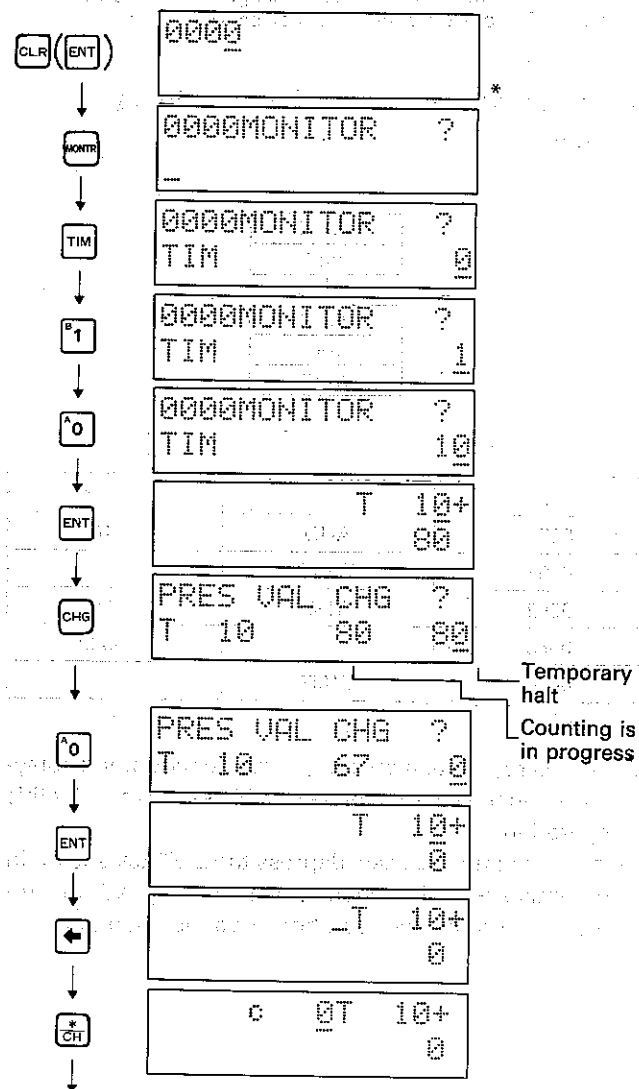 CLR (ENT)
0000
*
MONTR
0000MONITOR ?
_
TIM
0000MONITOR ?
TIM 0
B 1
0000MONITOR ?
TIM 1
A 0
0000MONITOR ?
TIM 10
ENT
T 10+
80
CHG
PRES VAL CHG ?
T 10 80 80
Temporary
halt
Counting is
in progress
A 0
PRES VAL CHG ?
T 10 67 0
ENT
T 10+
0
←
_T 10+
0
*
CH
c 0T 10+
0